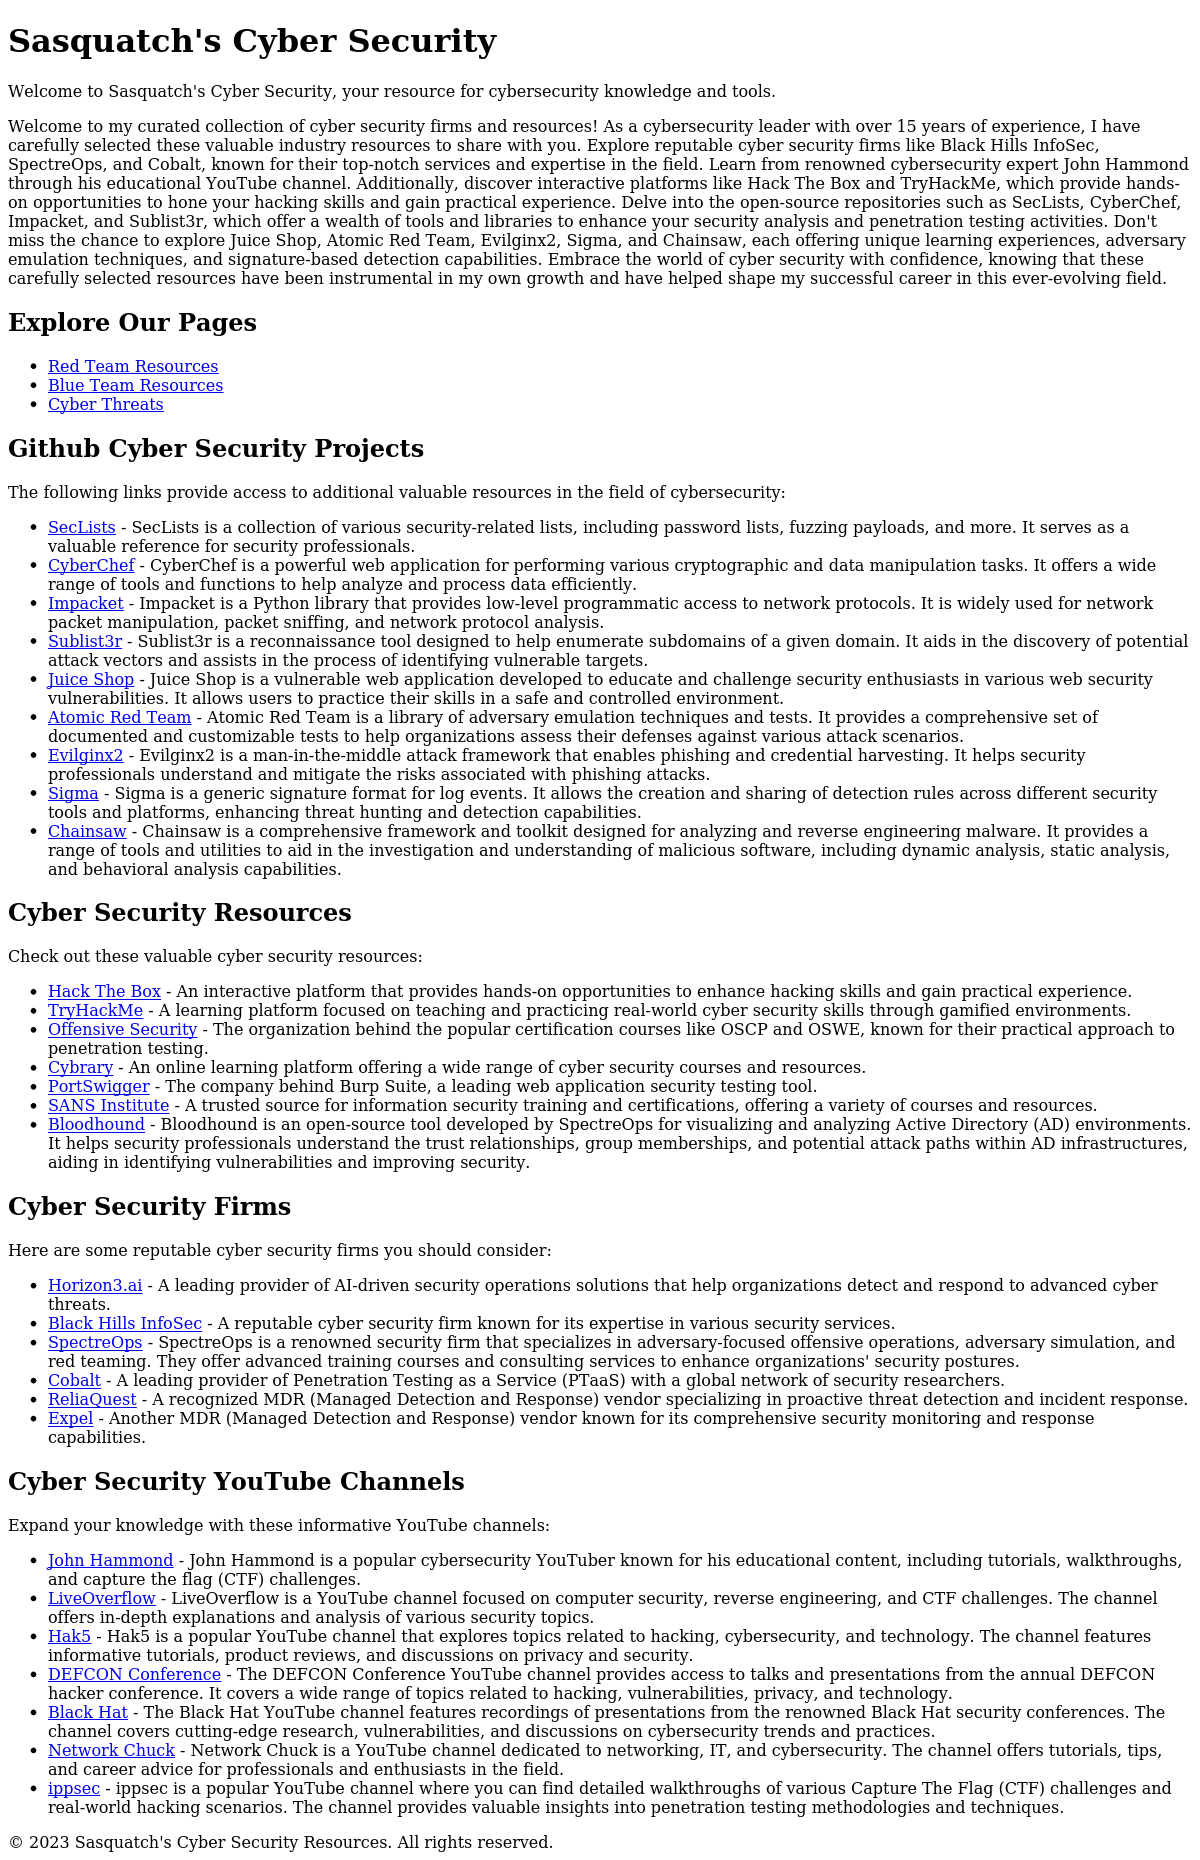 Sasquatch's Cyber Security
Welcome to Sasquatch's Cyber Security, your resource for cybersecurity knowledge and tools.
Welcome to my curated collection of cyber security firms and resources! As a cybersecurity leader with over 15 years of experience, I have
carefully selected these valuable industry resources to share with you. Explore reputable cyber security firms like Black Hills InfoSec,
SpectreOps, and Cobalt, known for their top-notch services and expertise in the field. Learn from renowned cybersecurity expert John Hammond
through his educational YouTube channel. Additionally, discover interactive platforms like Hack The Box and TryHackMe, which provide hands-
on opportunities to hone your hacking skills and gain practical experience. Delve into the open-source repositories such as SecLists, CyberChef,
Impacket, and Sublist3r, which offer a wealth of tools and libraries to enhance your security analysis and penetration testing activities. Don't
miss the chance to explore Juice Shop, Atomic Red Team, Evilginx2, Sigma, and Chainsaw, each offering unique learning experiences, adversary
emulation techniques, and signature-based detection capabilities. Embrace the world of cyber security with confidence, knowing that these
carefully selected resources have been instrumental in my own growth and have helped shape my successful career in this ever-evolving field.
Explore Our Pages
• Red Team Resources
• Blue Team Resources
• Cyber Threats
Github Cyber Security Projects
The following links provide access to additional valuable resources in the field of cybersecurity:
• SecLists - SecLists is a collection of various security-related lists, including password lists, fuzzing payloads, and more. It serves as a
valuable reference for security professionals.
• CyberChef - CyberChef is a powerful web application for performing various cryptographic and data manipulation tasks. It offers a wide
range of tools and functions to help analyze and process data efficiently.
• Impacket - Impacket is a Python library that provides low-level programmatic access to network protocols. It is widely used for network
packet manipulation, packet sniffing, and network protocol analysis.
• Sublist3r - Sublist3r is a reconnaissance tool designed to help enumerate subdomains of a given domain. It aids in the discovery of potential
attack vectors and assists in the process of identifying vulnerable targets.
• Juice Shop - Juice Shop is a vulnerable web application developed to educate and challenge security enthusiasts in various web security
vulnerabilities. It allows users to practice their skills in a safe and controlled environment.
• Atomic Red Team - Atomic Red Team is a library of adversary emulation techniques and tests. It provides a comprehensive set of
documented and customizable tests to help organizations assess their defenses against various attack scenarios.
• Evilginx2 - Evilginx2 is a man-in-the-middle attack framework that enables phishing and credential harvesting. It helps security
professionals understand and mitigate the risks associated with phishing attacks.
• Sigma - Sigma is a generic signature format for log events. It allows the creation and sharing of detection rules across different security
tools and platforms, enhancing threat hunting and detection capabilities.
• Chainsaw - Chainsaw is a comprehensive framework and toolkit designed for analyzing and reverse engineering malware. It provides a
range of tools and utilities to aid in the investigation and understanding of malicious software, including dynamic analysis, static analysis,
and behavioral analysis capabilities.
Cyber Security Resources
Check out these valuable cyber security resources:
• Hack The Box - An interactive platform that provides hands-on opportunities to enhance hacking skills and gain practical experience.
• TryHackMe - A learning platform focused on teaching and practicing real-world cyber security skills through gamified environments.
• Offensive Security - The organization behind the popular certification courses like OSCP and OSWE, known for their practical approach to
penetration testing.
• Cybrary - An online learning platform offering a wide range of cyber security courses and resources.
• PortSwigger - The company behind Burp Suite, a leading web application security testing tool.
• SANS Institute - A trusted source for information security training and certifications, offering a variety of courses and resources.
• Bloodhound - Bloodhound is an open-source tool developed by SpectreOps for visualizing and analyzing Active Directory (AD) environments.
It helps security professionals understand the trust relationships, group memberships, and potential attack paths within AD infrastructures,
aiding in identifying vulnerabilities and improving security.
Cyber Security Firms
Here are some reputable cyber security firms you should consider:
• Horizon3.ai - A leading provider of AI-driven security operations solutions that help organizations detect and respond to advanced cyber
threats.
• Black Hills InfoSec - A reputable cyber security firm known for its expertise in various security services.
• SpectreOps - SpectreOps is a renowned security firm that specializes in adversary-focused offensive operations, adversary simulation, and
red teaming. They offer advanced training courses and consulting services to enhance organizations' security postures.
• Cobalt - A leading provider of Penetration Testing as a Service (PTaaS) with a global network of security researchers.
• ReliaQuest - A recognized MDR (Managed Detection and Response) vendor specializing in proactive threat detection and incident response.
• Expel - Another MDR (Managed Detection and Response) vendor known for its comprehensive security monitoring and response
capabilities.
Cyber Security YouTube Channels
Expand your knowledge with these informative YouTube channels:
• John Hammond - John Hammond is a popular cybersecurity YouTuber known for his educational content, including tutorials, walkthroughs,
and capture the flag (CTF) challenges.
• LiveOverflow - LiveOverflow is a YouTube channel focused on computer security, reverse engineering, and CTF challenges. The channel
offers in-depth explanations and analysis of various security topics.
• Hak5 - Hak5 is a popular YouTube channel that explores topics related to hacking, cybersecurity, and technology. The channel features
informative tutorials, product reviews, and discussions on privacy and security.
• DEFCON Conference - The DEFCON Conference YouTube channel provides access to talks and presentations from the annual DEFCON
hacker conference. It covers a wide range of topics related to hacking, vulnerabilities, privacy, and technology.
• Black Hat - The Black Hat YouTube channel features recordings of presentations from the renowned Black Hat security conferences. The
channel covers cutting-edge research, vulnerabilities, and discussions on cybersecurity trends and practices.
• Network Chuck - Network Chuck is a YouTube channel dedicated to networking, IT, and cybersecurity. The channel offers tutorials, tips,
and career advice for professionals and enthusiasts in the field.
• ippsec - ippsec is a popular YouTube channel where you can find detailed walkthroughs of various Capture The Flag (CTF) challenges and
real-world hacking scenarios. The channel provides valuable insights into penetration testing methodologies and techniques.
© 2023 Sasquatch's Cyber Security Resources. All rights reserved.